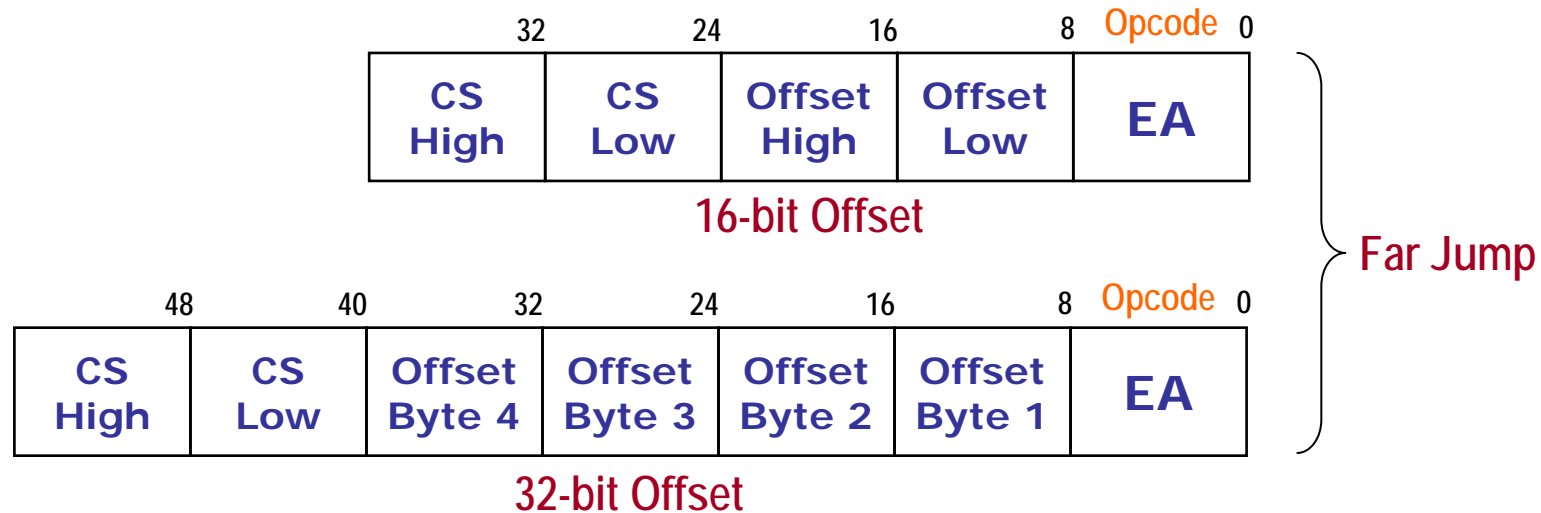 32 24 16 8 Opcode 0
CS CS Offset Offset EA
High Low High Low
16-bit Offset
Far Jump
48 40 32 24 16 8 Opcode 0
CS CS Offset Offset Offset Offset EA
High Low Byte 4 Byte 3 Byte 2 Byte 1
32-bit Offset